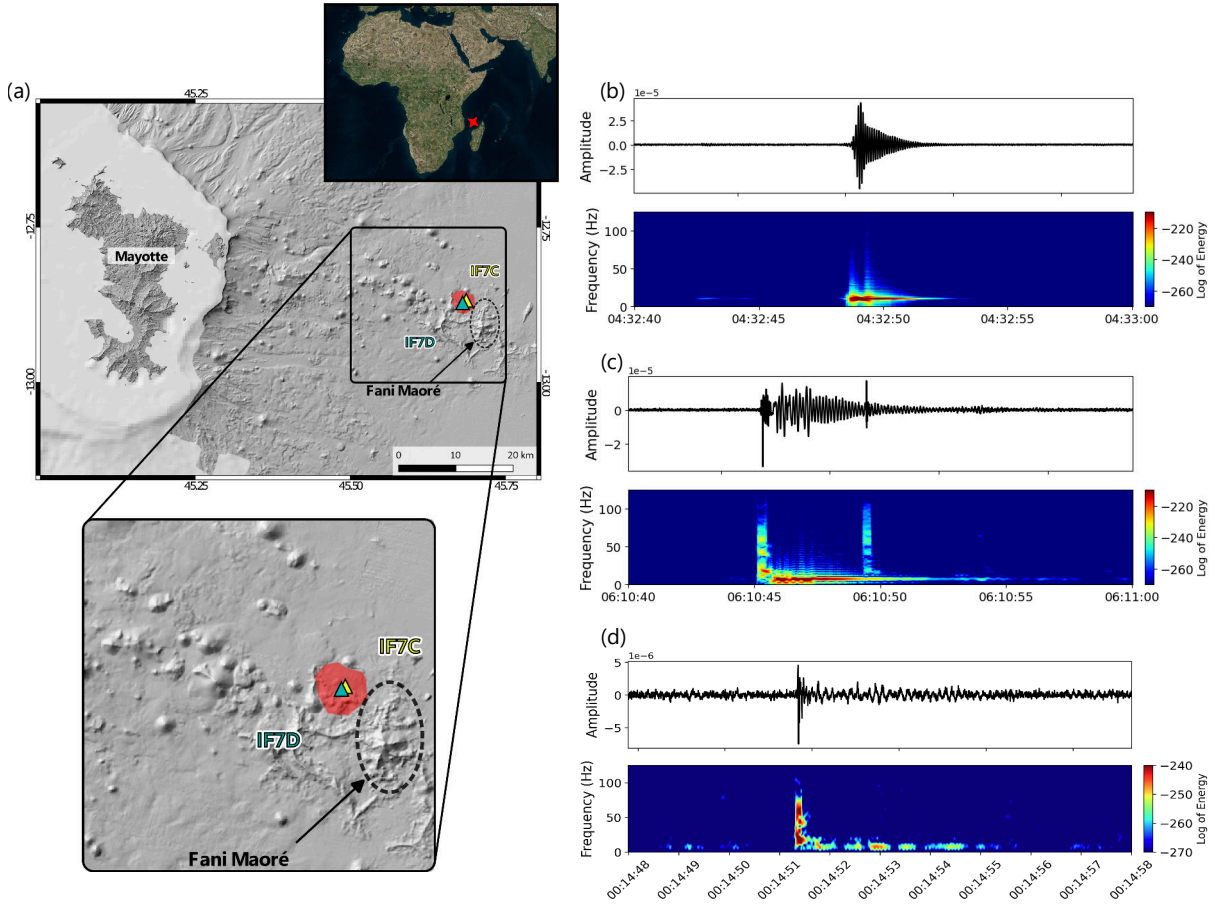 (a)
45.25
Mayotte
-12.75
-12.75
-13.00
-13.00
IF7C
IF7D
Fani Maoré
0 10 20 km
45.25 45.50 45.75
IF7C
IF7D
Fani Maoré
(b)
1e−5
Amplitude
2.5
0.0
−2.5
Frequency (Hz)
100
50
0
04:32:40 04:32:45 04:32:50 04:32:55 04:33:00
−220
−240
−260
Log of Energy
(c)
1e−5
Amplitude
0
−2
Frequency (Hz)
100
50
0
06:10:40 06:10:45 06:10:50 06:10:55 06:11:00
−220
−240
−260
Log of Energy
(d)
1e−6
Amplitude
5
0
−5
Frequency (Hz)
100
50
0
00:14:48 00:14:49 00:14:50 00:14:51 00:14:52 00:14:53 00:14:54 00:14:55 00:14:56 00:14:57 00:14:58
−240
−250
−260
−270
Log of Energy